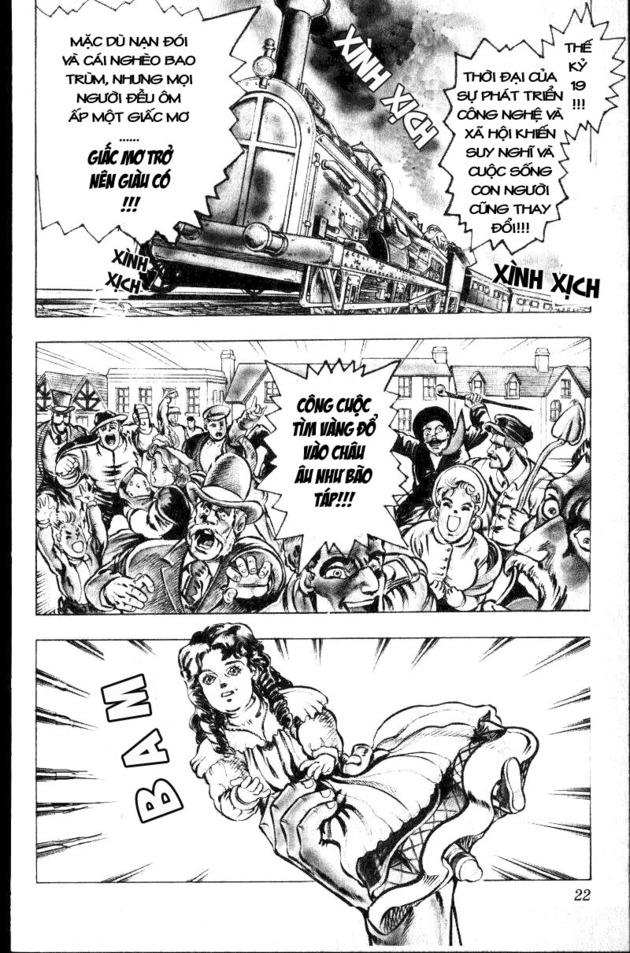 THẾ
KỶ
19
!!!
THỜI ĐẠI CỦA
SỰ PHÁT TRIỂN
CÔNG NGHỆ VÀ
XÃ HỘI KHIẾN
SUY NGHĨ VÀ
CUỘC SỐNG
CON NGƯỜI
CŨNG THAY
ĐỔI!!!
XÌNH XỊCH
MẶC DÙ NẠN ĐÓI
VÀ CÁI NGHÈO BAO
TRÙM, NHƯNG MỌI
NGƯỜI ĐỀU ÔM
ẤP MỘT GIẤC MƠ
......
GIẤC MƠ TRỞ
NÊN GIÀU CÓ
!!!
XÌNH
XỊCH
XÌNH XỊCH
CÔNG CUỘC
TÌM VÀNG ĐỔ
VÀO CHÂU
ÂU NHƯ BÃO
TÁP!!!
BAM
22